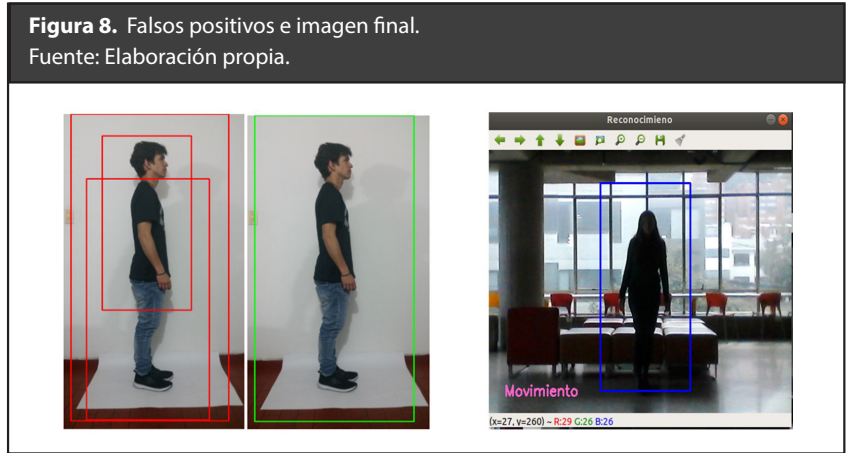 Figura 8. Falsos positivos e imagen final.
Fuente: Elaboración propia.
Reconocimieno
Movimiento
(x=27, y=260) ~ R:29 G:26 B:26